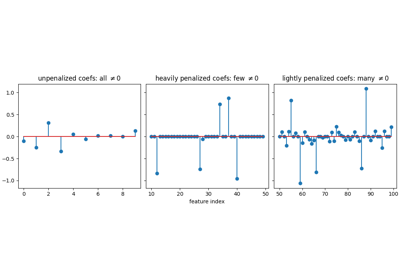 unpenalized coefs: all ≠0
heavily penalized coefs: few ≠0
lightly penalized coefs: many ≠0
1.0
0.5
0.0
−0.5
−1.0
0 2 4 6 8
10 20 30 40 50
50 60 70 80 90 100
feature index